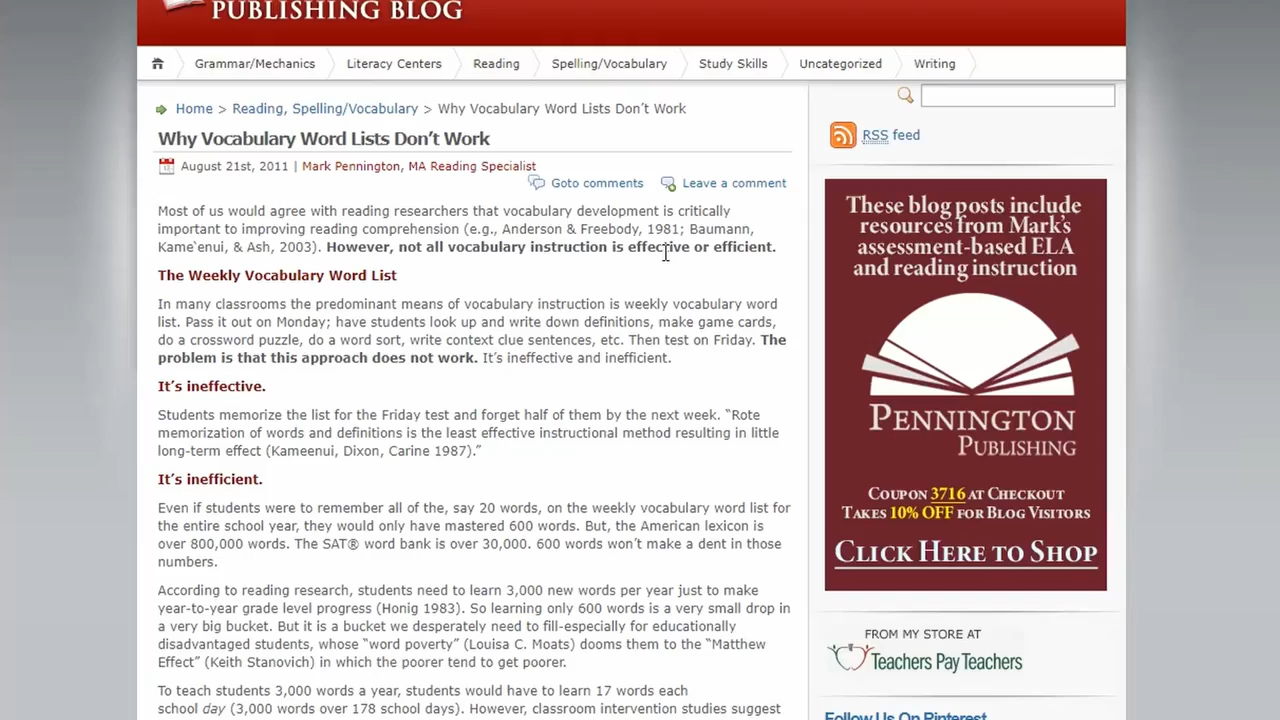 PUBLISHING BLOG
Grammar/Mechanics
Literacy Centers
Reading
Spelling/Vocabulary
Study Skills
Uncategorized
Writing
Home > Reading, Spelling/Vocabulary > Why Vocabulary Word Lists Don't Work
Why Vocabulary Word Lists Don't Work
August 21st, 2011 | Mark Pennington, MA Reading Specialist
Goto comments
Leave a comment
Most of us would agree with reading researchers that vocabulary development is critically
important to improving reading comprehension (e.g., Anderson & Freebody, 1981; Baumann,
Kame`enui, & Ash, 2003). However, not all vocabulary instruction is effective or efficient.
The Weekly Vocabulary Word List
In many classrooms the predominant means of vocabulary instruction is weekly vocabulary word
list. Pass it out on Monday; have students look up and write down definitions, make game cards,
do a crossword puzzle, do a word sort, write context clue sentences, etc. Then test on Friday. The
problem is that this approach does not work. It's ineffective and inefficient.
It's ineffective.
Students memorize the list for the Friday test and forget half of them by the next week. "Rote
memorization of words and definitions is the least effective instructional method resulting in little
long-term effect (Kameenui, Dixon, Carine 1987)."
It's inefficient.
Even if students were to remember all of the, say 20 words, on the weekly vocabulary word list for
the entire school year, they would only have mastered 600 words. But, the American lexicon is
over 800,000 words. The SAT® word bank is over 30,000. 600 words won't make a dent in those
numbers.
According to reading research, students need to learn 3,000 new words per year just to make
year-to-year grade level progress (Honig 1983). So learning only 600 words is a very small drop in
a very big bucket. But it is a bucket we desperately need to fill-especially for educationally
disadvantaged students, whose "word poverty" (Louisa C. Moats) dooms them to the "Matthew
Effect" (Keith Stanovich) in which the poorer tend to get poorer.
To teach students 3,000 words a year, students would have to learn 17 words each
school day (3,000 words over 178 school days). However, classroom intervention studies suggest
RSS feed
These blog posts include
resources from Mark's
assessment-based ELA
and reading instruction
PENNINGTON
PUBLISHING
COUPON 3716 AT CHECKOUT
TAKES 10% OFF FOR BLOG VISITORS
CLICK HERE TO SHOP
FROM MY STORE AT
Teachers Pay Teachers
Follow Us On Pinterest